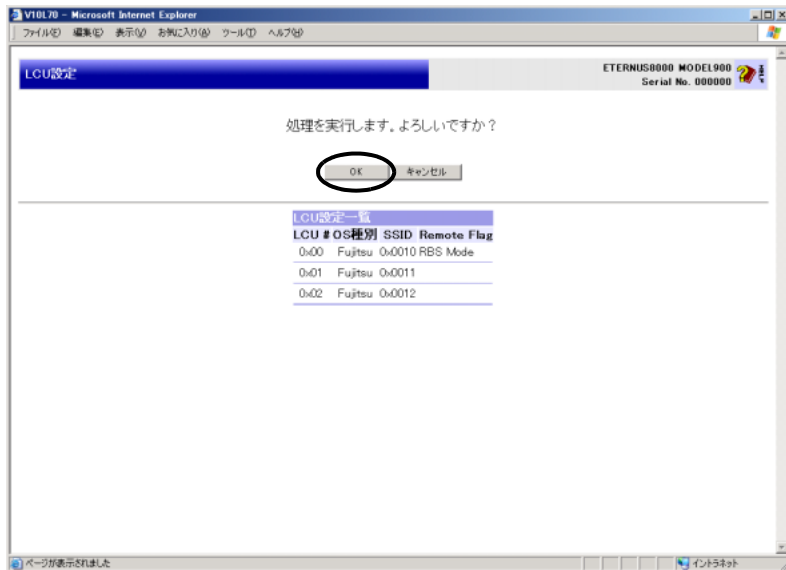 V10L70 - Microsoft Internet Explorer
ファイル(F) 編集(E) 表示(V) お気に入り(A) ツール(T) ヘルプ(H)
LCU設定
ETERNUS8000 MODEL900
Serial No. 000000
処理を実行します。よろしいですか？
OK キャンセル
LCU設定一覧
LCU # OS種別 SSID Remote Flag
0x00 Fujitsu 0x0010 RBS Mode
0x01 Fujitsu 0x0011
0x02 Fujitsu 0x0012
ページが表示されました イントラネット